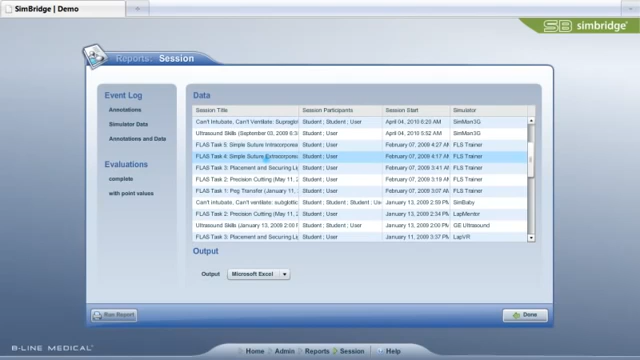 SimBridge | Demo
SB simbridge
Reports: Session
Event Log
Annotations
Simulator Data
Annotations and Data
Evaluations
complete
with point values
Data
Session Title Session Participants Session Start Simulator
Can't Intubate, Can't Ventilate: Supraglot Student ; Student ; User April 04, 2010 6:20 AM SimMan3G
Ultrasound Skills (September 03, 2009 8:3 Student ; User April 04, 2010 5:52 AM SimMan3G
FLAS Task 5: Simple Suture Intracorporea Student ; User February 07, 2009 4:27 AM FLS Trainer
FLAS Task 4: Simple Suture Extracorporea Student ; User February 07, 2009 4:17 AM FLS Trainer
FLAS Task 3: Placement and Securing Lig Student ; User February 07, 2009 3:41 AM FLS Trainer
FLAS Task 2: Precision Cutting (May 11, 2 Student ; User February 07, 2009 3:19 AM FLS Trainer
FLAS Task 1: Peg Transfer (January 11, Student ; User February 07, 2009 3:07 AM FLS Trainer
Can't intubate, Can't ventilate: subglottic Student ; Student ; Student ; Us January 13, 2009 2:59 PM SimBaby
FLAS Task 2: Precision Cutting (May 11, 2 Student ; User January 13, 2009 2:34 PM LapMentor
Ultrasound Skills (January 13, 2009 2:00 Student ; Student ; User January 13, 2009 2:00 PM GE Ultrasound
FLAS Task 3: Placement and Securing Lig Student ; User January 11, 2009 3:37 PM LapVR
Output
Output Microsoft Excel
Run Report Done
B-LINE MEDICAL Home Admin Reports Session Help